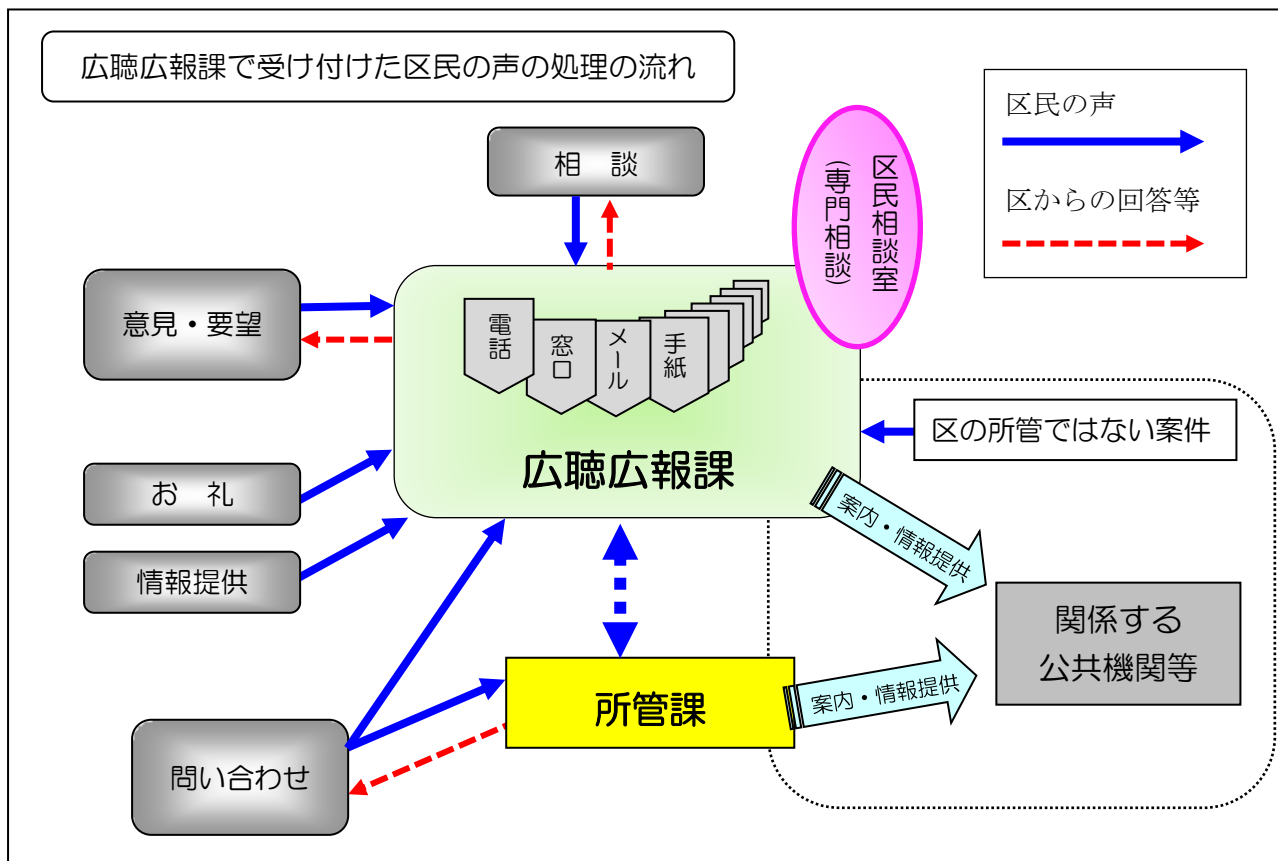 広聴広報課で受け付けた区民の声の処理の流れ
区民の声
区からの回答等
相　談
区民相談室
（専門相談）
意見・要望
電話
窓口
メール
手紙
広聴広報課
区の所管ではない案件
お　礼
情報提供
案内・情報提供
関係する
公共機関等
所管課
案内・情報提供
問い合わせ